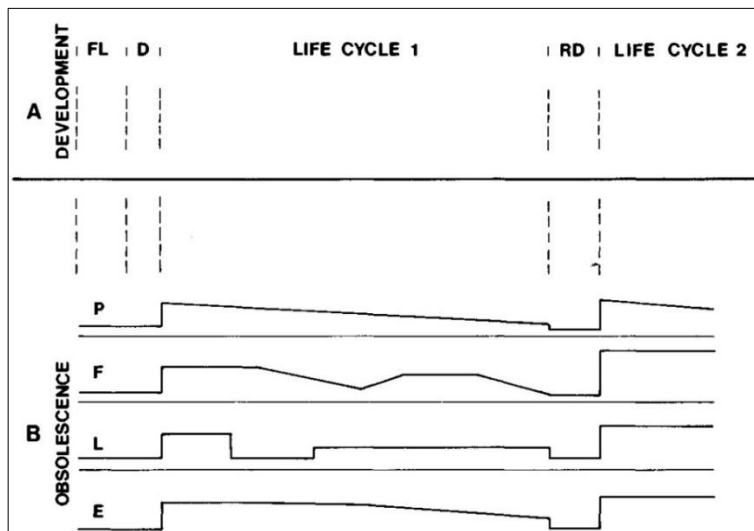 FL D LIFE CYCLE 1 RD LIFE CYCLE 2
A
DEVELOPMENT
P
F
B
OBSOLESCENCE
L
E